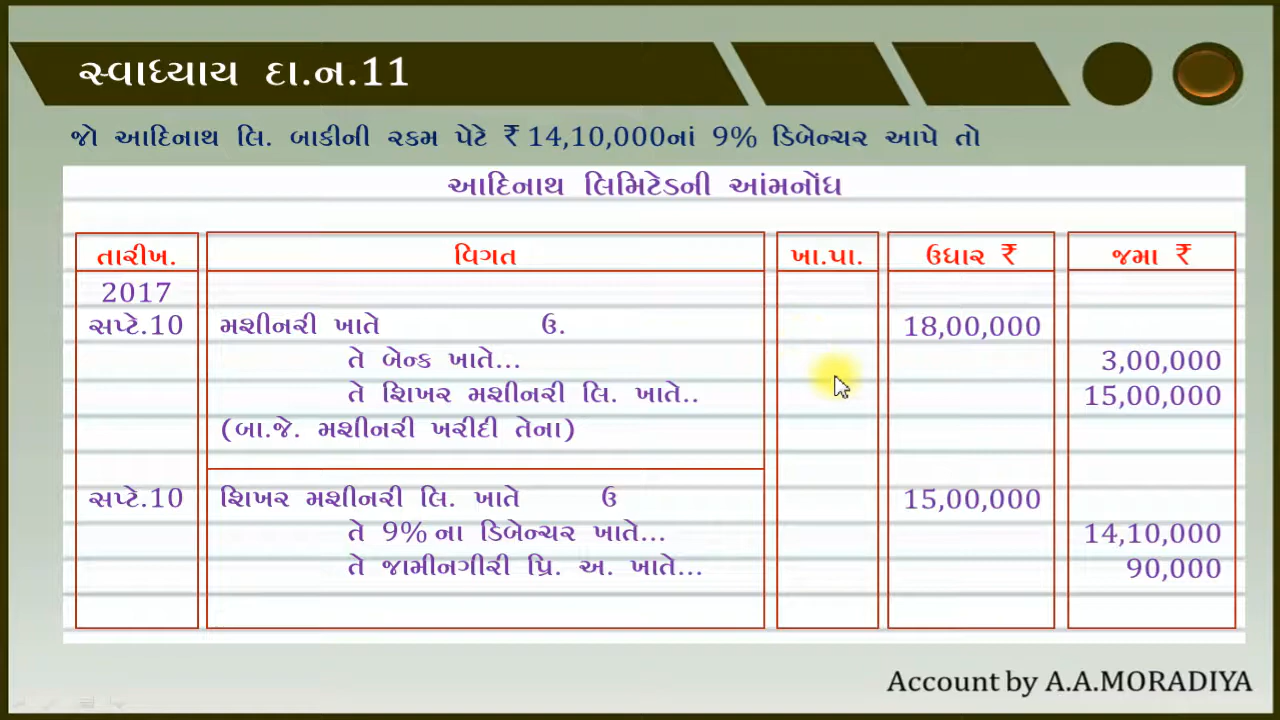 સ્વાધ્યાય દા.ન.11
જો આદિનાથ લિ. બાકીની રકમ પેટે ₹ 14,10,000નાં 9% ડિબેન્ચર આપે તો
આદિનાથ લિમિટેડની આંમનોંધ
તારીખ. વિગત ખા.પા. ઉધાર ₹ જમા ₹
2017
સપ્ટે.10 મશીનરી ખાતે ઉ. 18,00,000
તે બેન્ક ખાતે... 3,00,000
તે શિખર મશીનરી લિ. ખાતે.. 15,00,000
(બા.જે. મશીનરી ખરીદી તેના)
સપ્ટે.10 શિખર મશીનરી લિ. ખાતે ઉ 15,00,000
તે 9% ના ડિબેન્ચર ખાતે... 14,10,000
તે જામીનગીરી પ્રિ. અ. ખાતે... 90,000
Account by A.A.MORADIYA